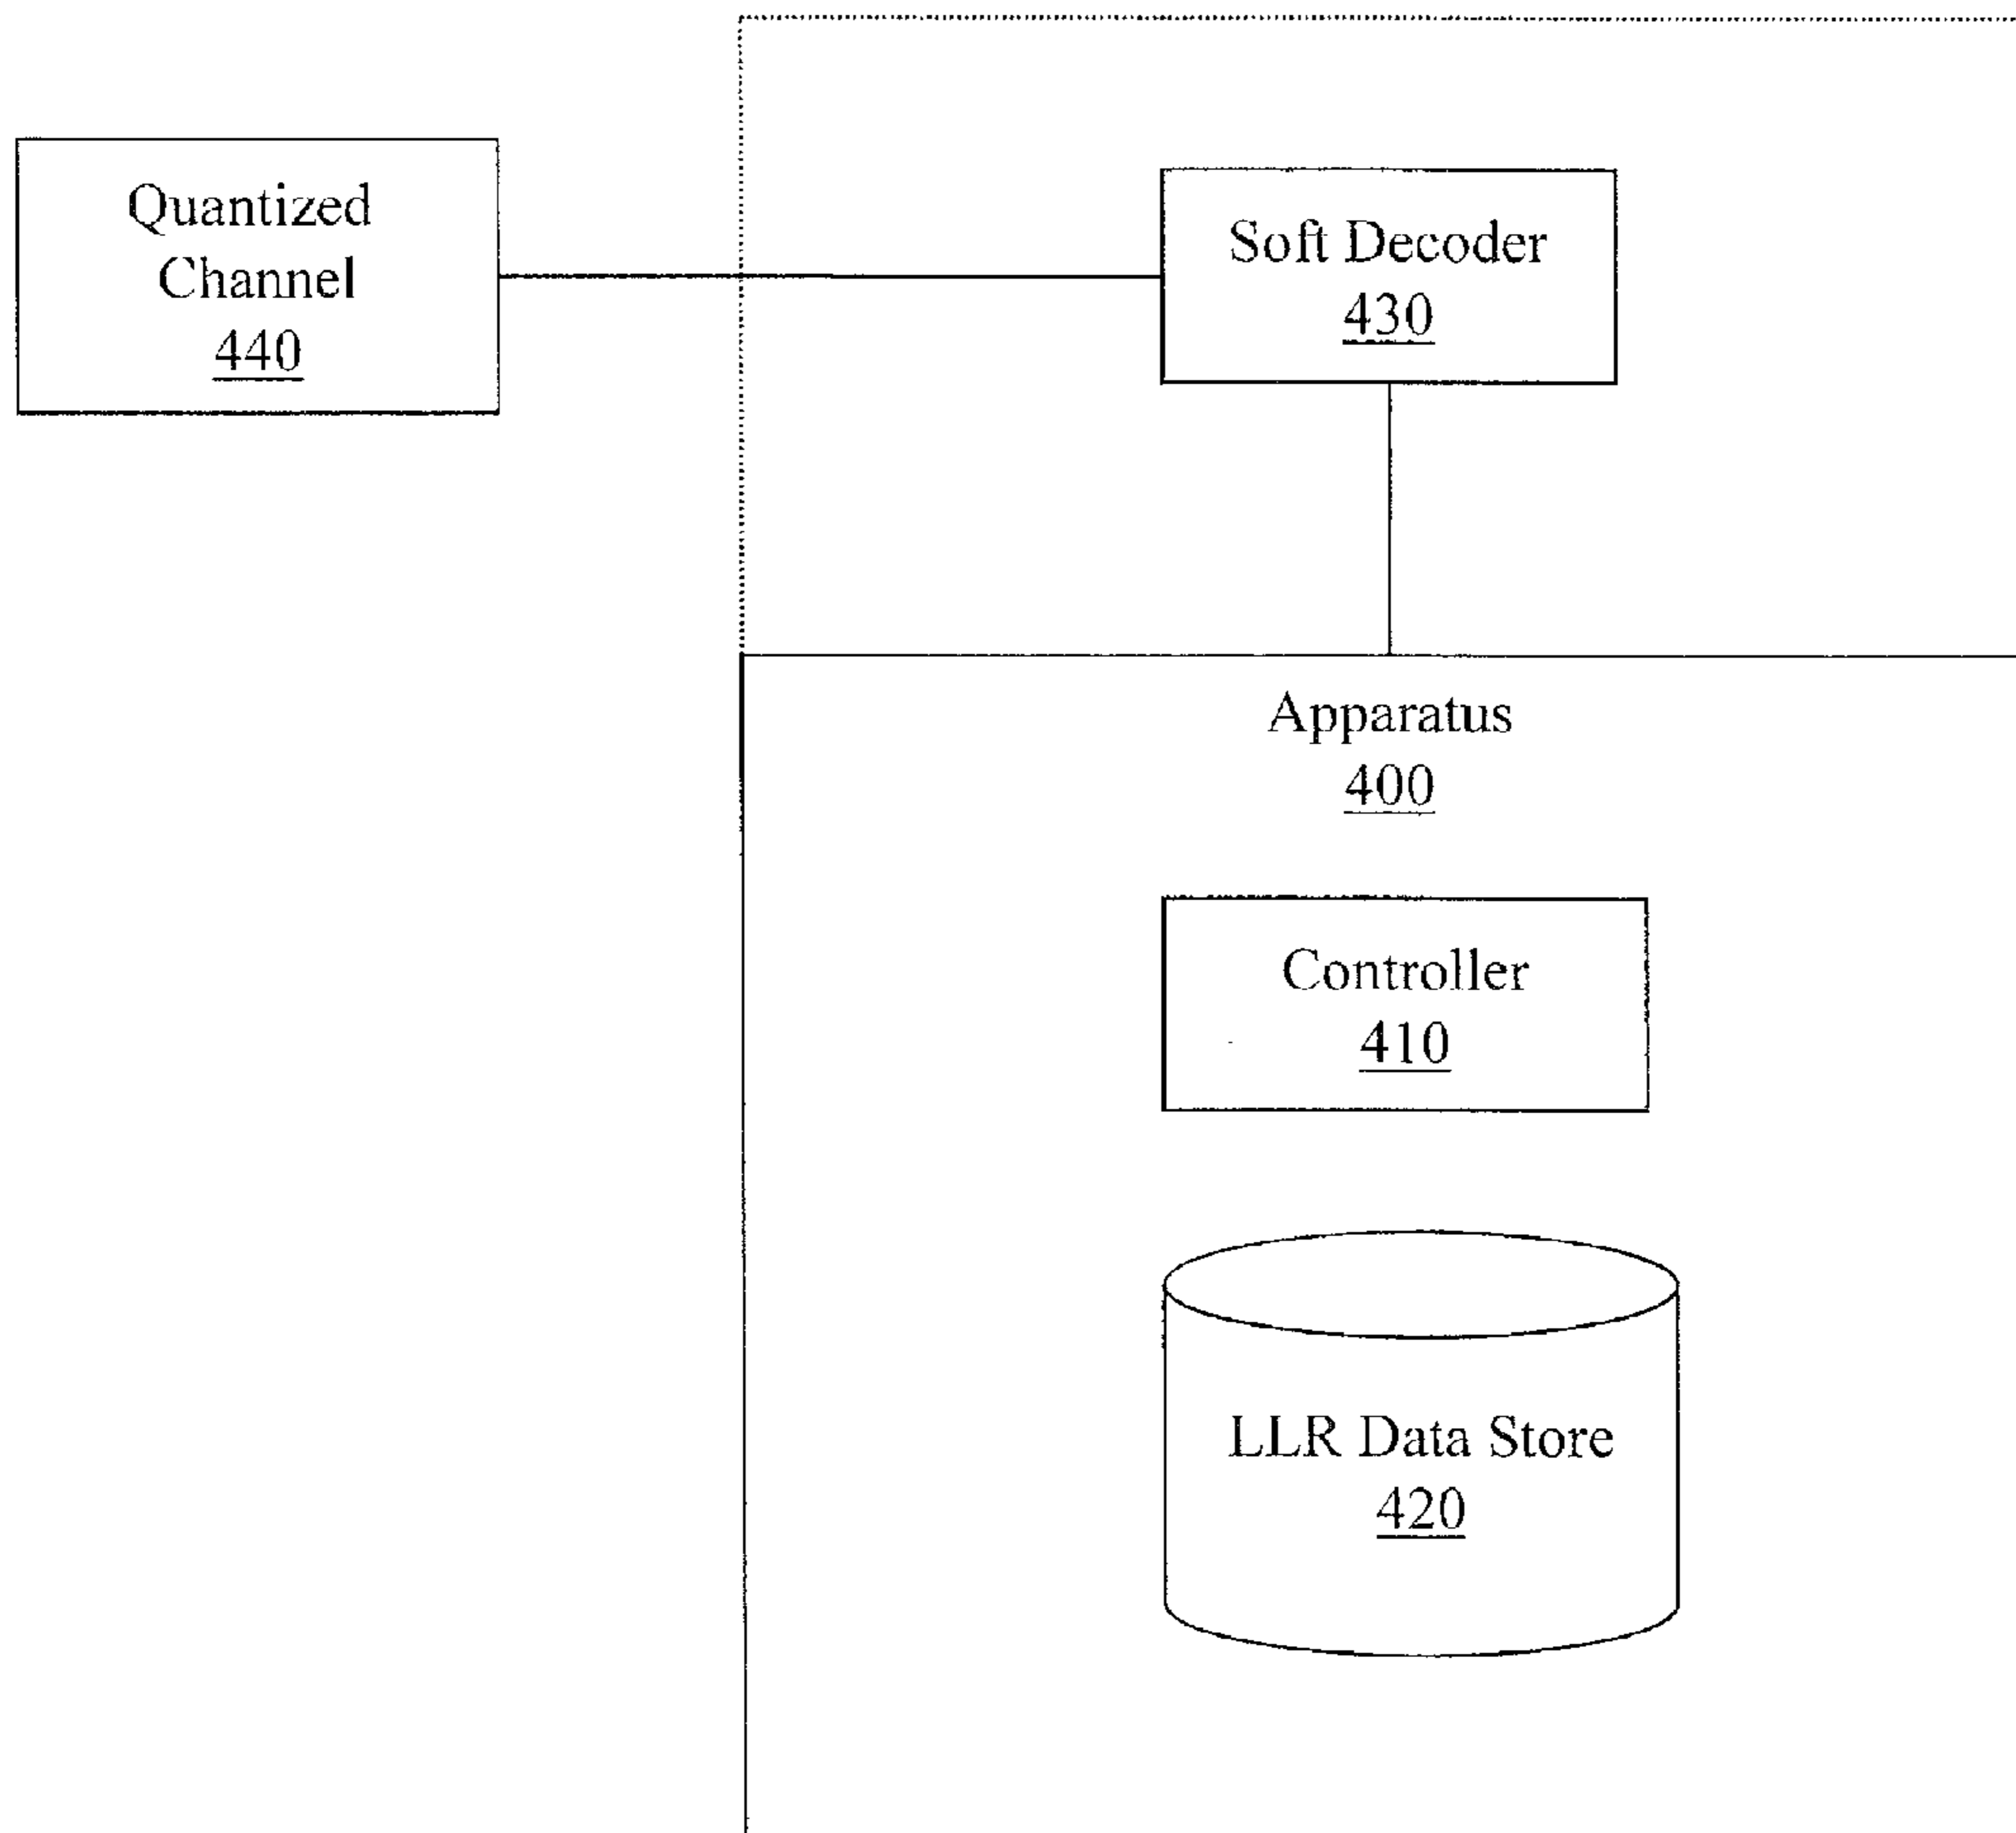 Quantized
Channel
440
Soft Decoder
430
Apparatus
400
Controller
410
LLR Data Store
420